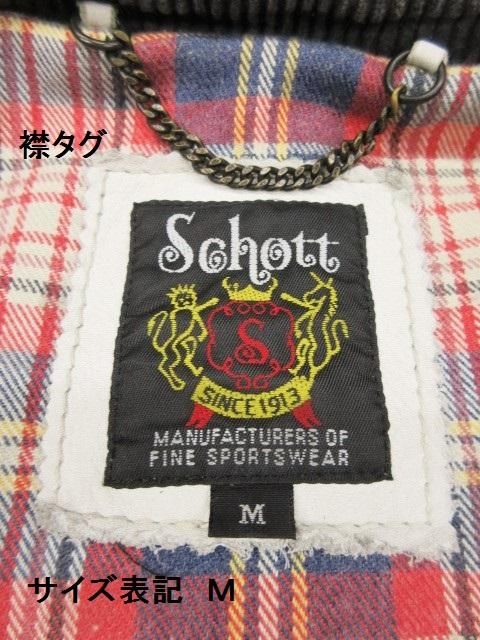 襟タグ
Schott
S
SINCE 1913
MANUFACTURERS OF
FINE SPORTSWEAR
M
サイズ表記　M